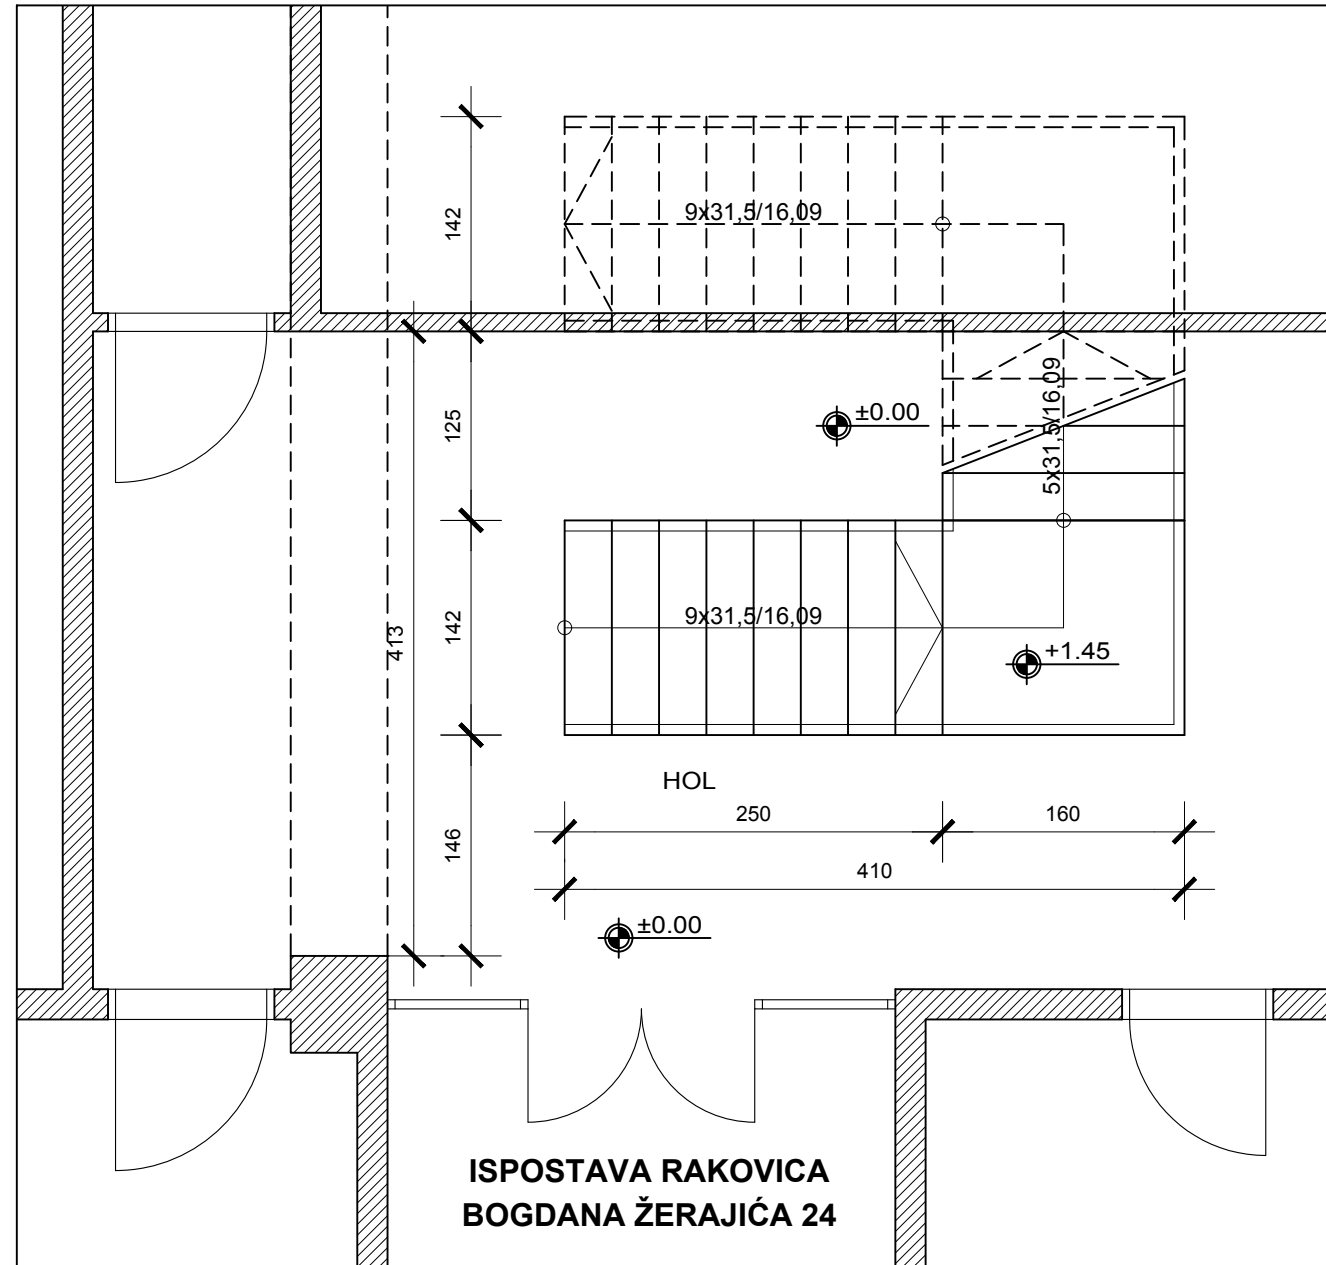 142
9x31,5/16,09
125
±0.00
5x31,5/16,09
413
142
9x31,5/16,09
+1.45
HOL
146
250
160
410
±0.00
ISPOSTAVA RAKOVICA
BOGDANA ŽERAJIĆA 24